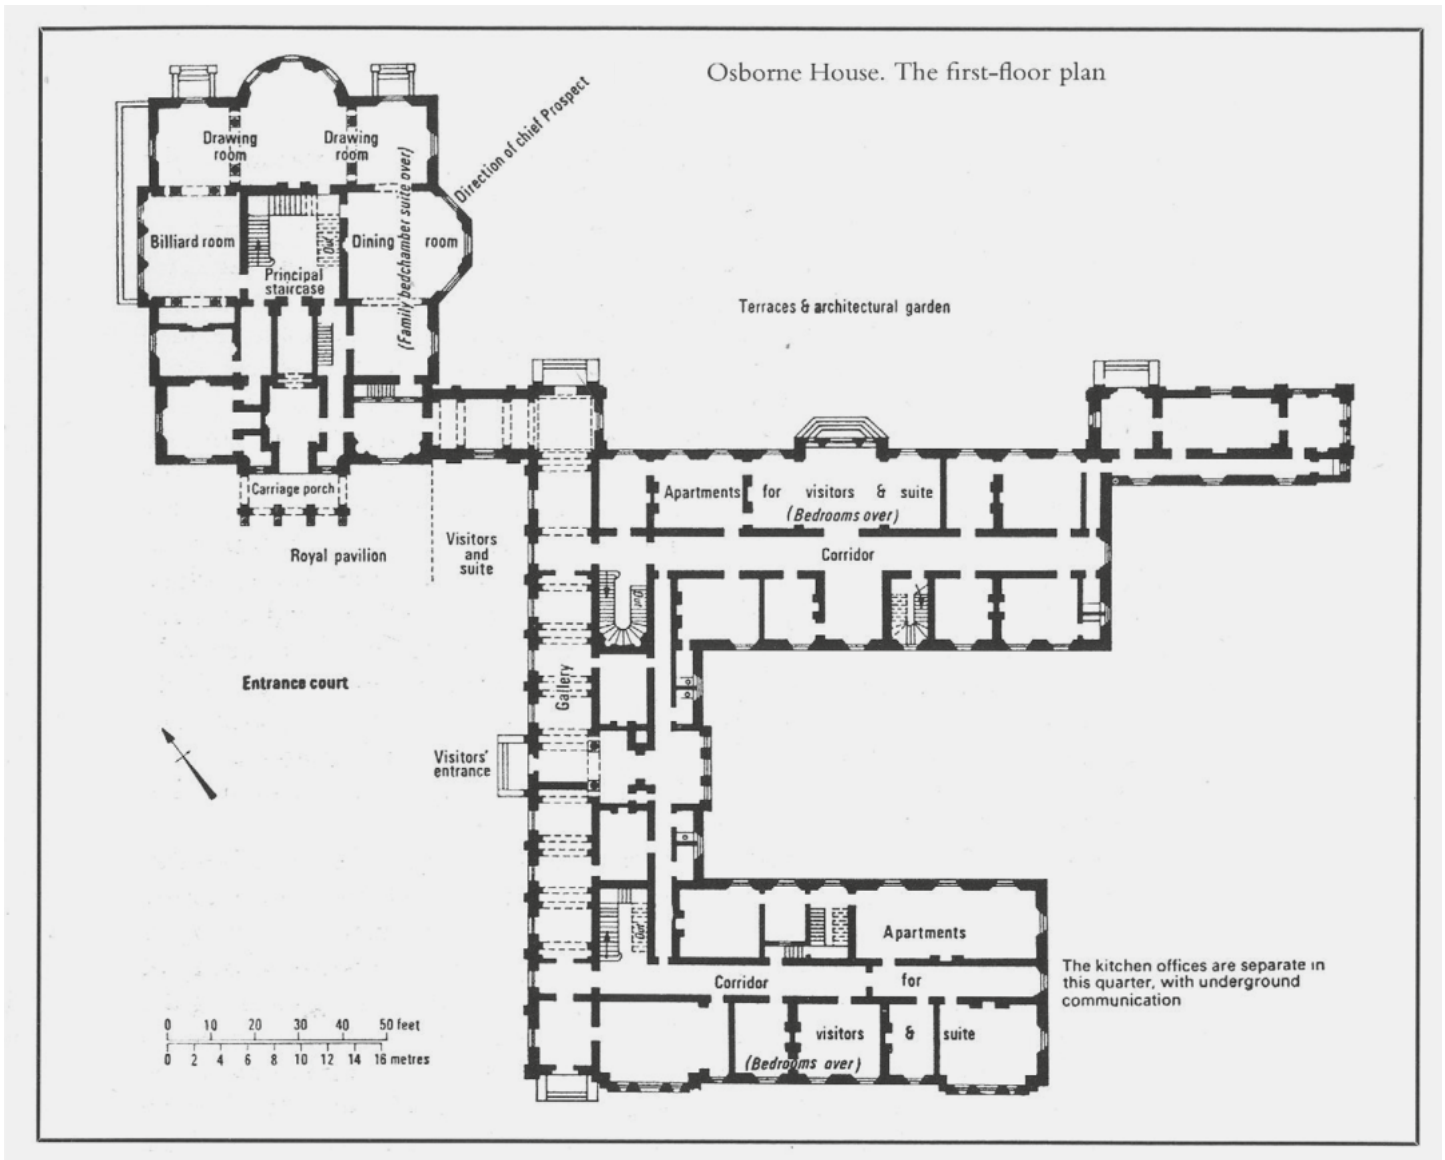 Osborne House. The first-floor plan
Drawing
room
Drawing
room
Direction of chief Prospect
(Family bedchamber suite over)
Billiard room
Out
Dining room
Principal
staircase
Terraces & architectural garden
Carriage porch
Royal pavilion
Visitors
and
suite
Apartments for visitors & suite
(Bedrooms over)
Corridor
Out
Entrance court
Gallery
Visitors'
entrance
Out
Apartments
Corridor for
The kitchen offices are separate in
this quarter, with underground
communication
visitors & suite
(Bedrooms over)
0 10 20 30 40 50 feet
0 2 4 6 8 10 12 14 16 metres